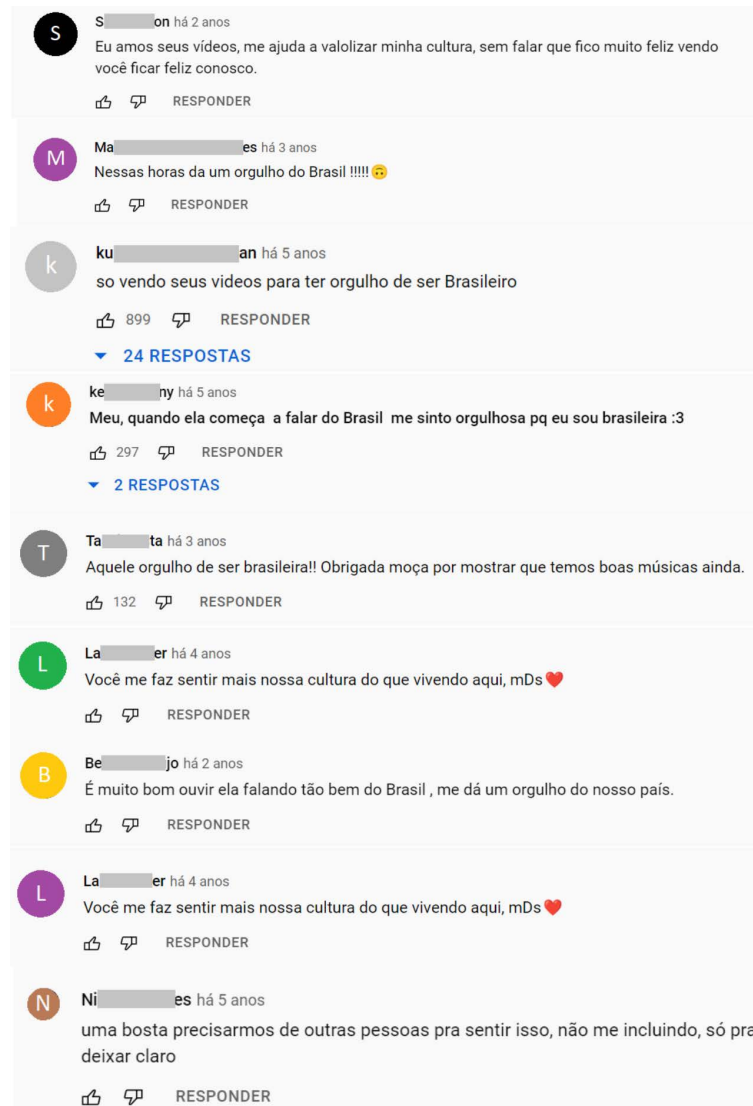 S
S on há 2 anos
Eu amos seus vídeos, me ajuda a valolizar minha cultura, sem falar que fico muito feliz vendo
você ficar feliz conosco.
RESPONDER
M
Ma es há 3 anos
Nessas horas da um orgulho do Brasil !!!!!🙃
RESPONDER
k
ku an há 5 anos
so vendo seus videos para ter orgulho de ser Brasileiro
899 RESPONDER
24 RESPOSTAS
k
ke ny há 5 anos
Meu, quando ela começa a falar do Brasil me sinto orgulhosa pq eu sou brasileira :3
297 RESPONDER
2 RESPOSTAS
T
Ta ta há 3 anos
Aquele orgulho de ser brasileira!! Obrigada moça por mostrar que temos boas músicas ainda.
132 RESPONDER
L
La er há 4 anos
Você me faz sentir mais nossa cultura do que vivendo aqui, mDs❤️
RESPONDER
B
Be jo há 2 anos
É muito bom ouvir ela falando tão bem do Brasil , me dá um orgulho do nosso país.
RESPONDER
L
La er há 4 anos
Você me faz sentir mais nossa cultura do que vivendo aqui, mDs❤️
RESPONDER
N
Ni es há 5 anos
uma bosta precisarmos de outras pessoas pra sentir isso, não me incluindo, só pra
deixar claro
RESPONDER